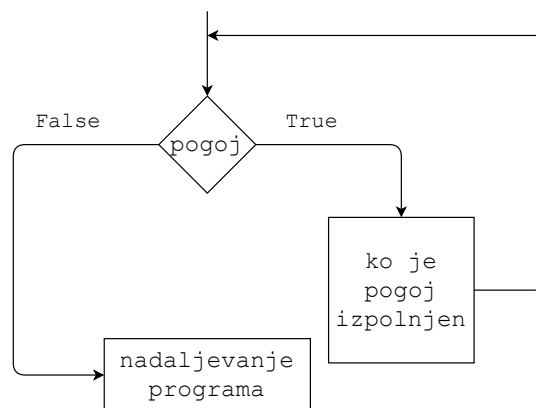 False
True
pogoj
ko je
pogoj
izpolnjen
nadaljevanje
programa